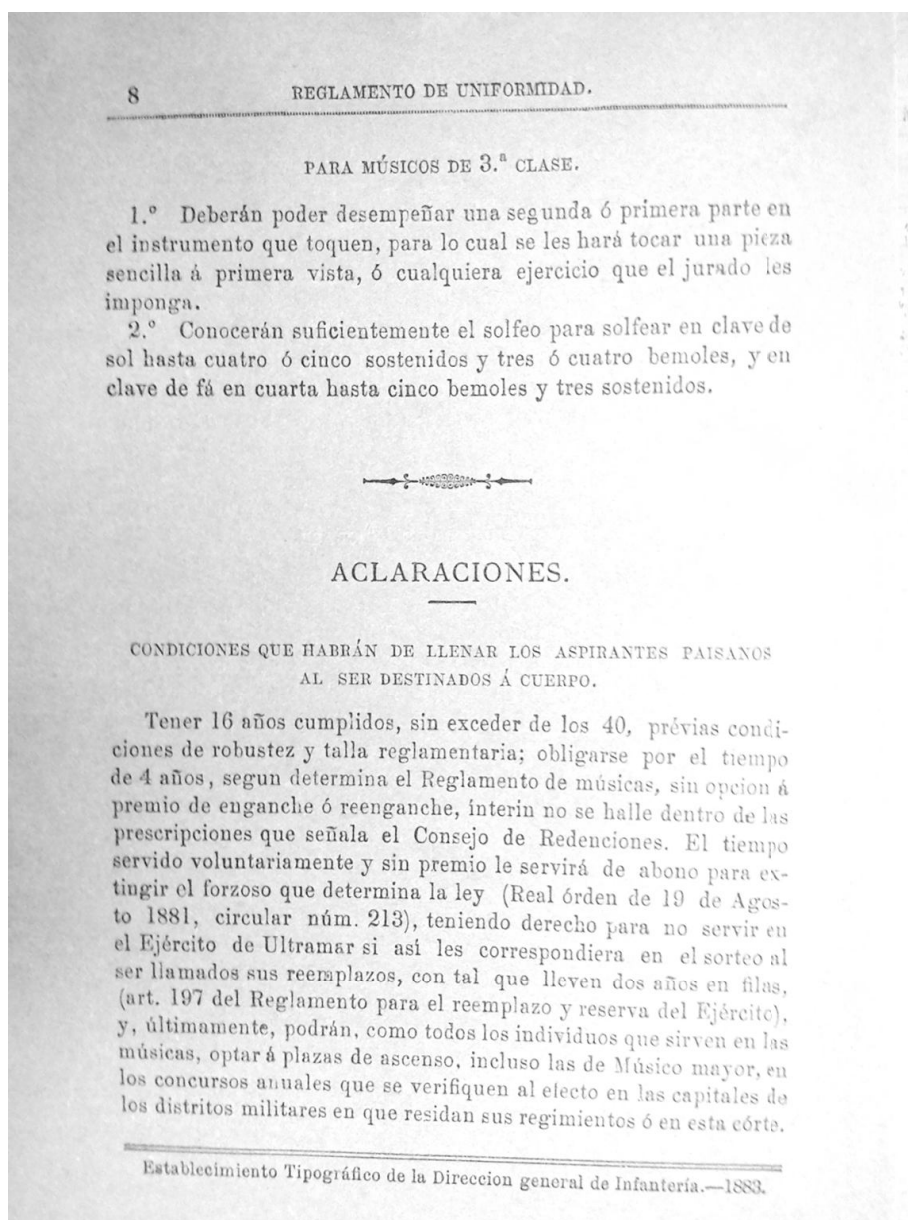 8
REGLAMENTO DE UNIFORMIDAD.
PARA MÚSICOS DE 3.ª CLASE.
1.º Deberán poder desempeñar una segunda ó primera parte en
el instrumento que toquen, para lo cual se les hará tocar una pieza
sencilla á primera vista, ó cualquiera ejercicio que el jurado les
imponga.
2.º Conocerán suficientemente el solfeo para solfear en clave de
sol hasta cuatro ó cinco sostenidos y tres ó cuatro bemoles, y en
clave de fá en cuarta hasta cinco bemoles y tres sostenidos.
ACLARACIONES.
CONDICIONES QUE HABRÁN DE LLENAR LOS ASPIRANTES PAISANOS
AL SER DESTINADOS Á CUERPO.
Tener 16 años cumplidos, sin exceder de los 40, prévias condi-
ciones de robustez y talla reglamentaria; obligarse por el tiempo
de 4 años, segun determina el Reglamento de músicas, sin opcion á
premio de enganche ó reenganche, ínterin no se halle dentro de las
prescripciones que señala el Consejo de Redenciones. El tiempo
servido voluntariamente y sin premio le servirá de abono para ex-
tingir el forzoso que determina la ley (Real órden de 19 de Agos-
to 1881, circular núm. 213), teniendo derecho para no servir en
el Ejército de Ultramar si así les correspondiera en el sorteo al
ser llamados sus reemplazos, con tal que lleven dos años en filas,
(art. 197 del Reglamento para el reemplazo y reserva del Ejército),
y, últimamente, podrán, como todos los individuos que sirven en las
músicas, optar á plazas de ascenso, incluso las de Músico mayor, en
los concursos anuales que se verifiquen al efecto en las capitales de
los distritos militares en que residan sus regimientos ó en esta córte.
Establecimiento Tipográfico de la Direccion general de Infantería.—1883.